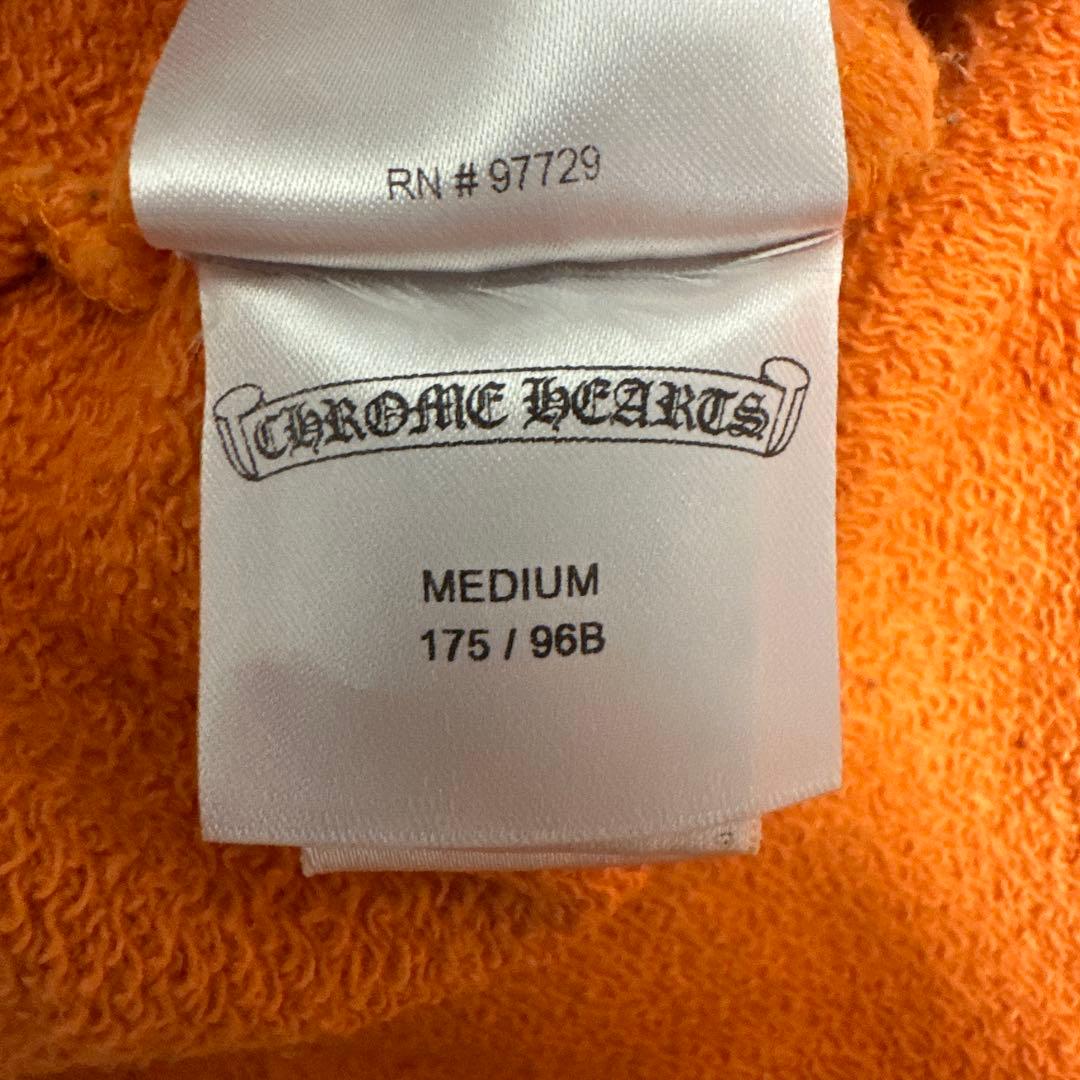 RN # 97729
CHROME HEARTS
MEDIUM
175 / 96B